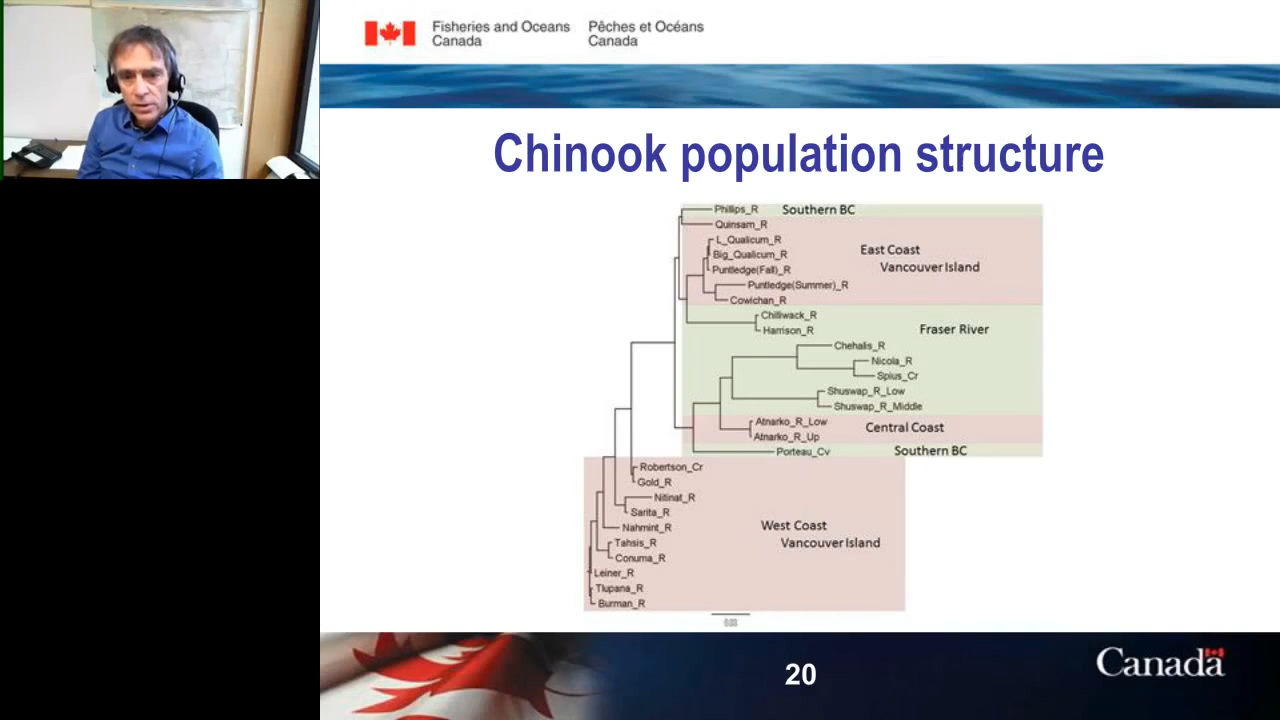 Fisheries and Oceans Pêches et Océans
Canada Canada
Chinook population structure
Phillips_R Southern BC
Quinsam_R
L_Qualicum_R
East Coast
Big_Qualicum_R
Vancouver Island
Puntledge(Fall)_R
Puntledge(Summer)_R
Cowichan_R
Chilliwack_R
Harrison_R Fraser River
Chehalis_R
Nicola_R
Spius_Cr
Shuswap_R_Low
Shuswap_R_Middle
Atnarko_R_Low Central Coast
Atnarko_R_Up
Porteau_Cv Southern BC
Robertson_Cr
Gold_R
Nitinat_R
Sarita_R
Nahmint_R West Coast
Tahsis_R Vancouver Island
Conuma_R
Leiner_R
Tlupana_R
Burman_R
20
Canada